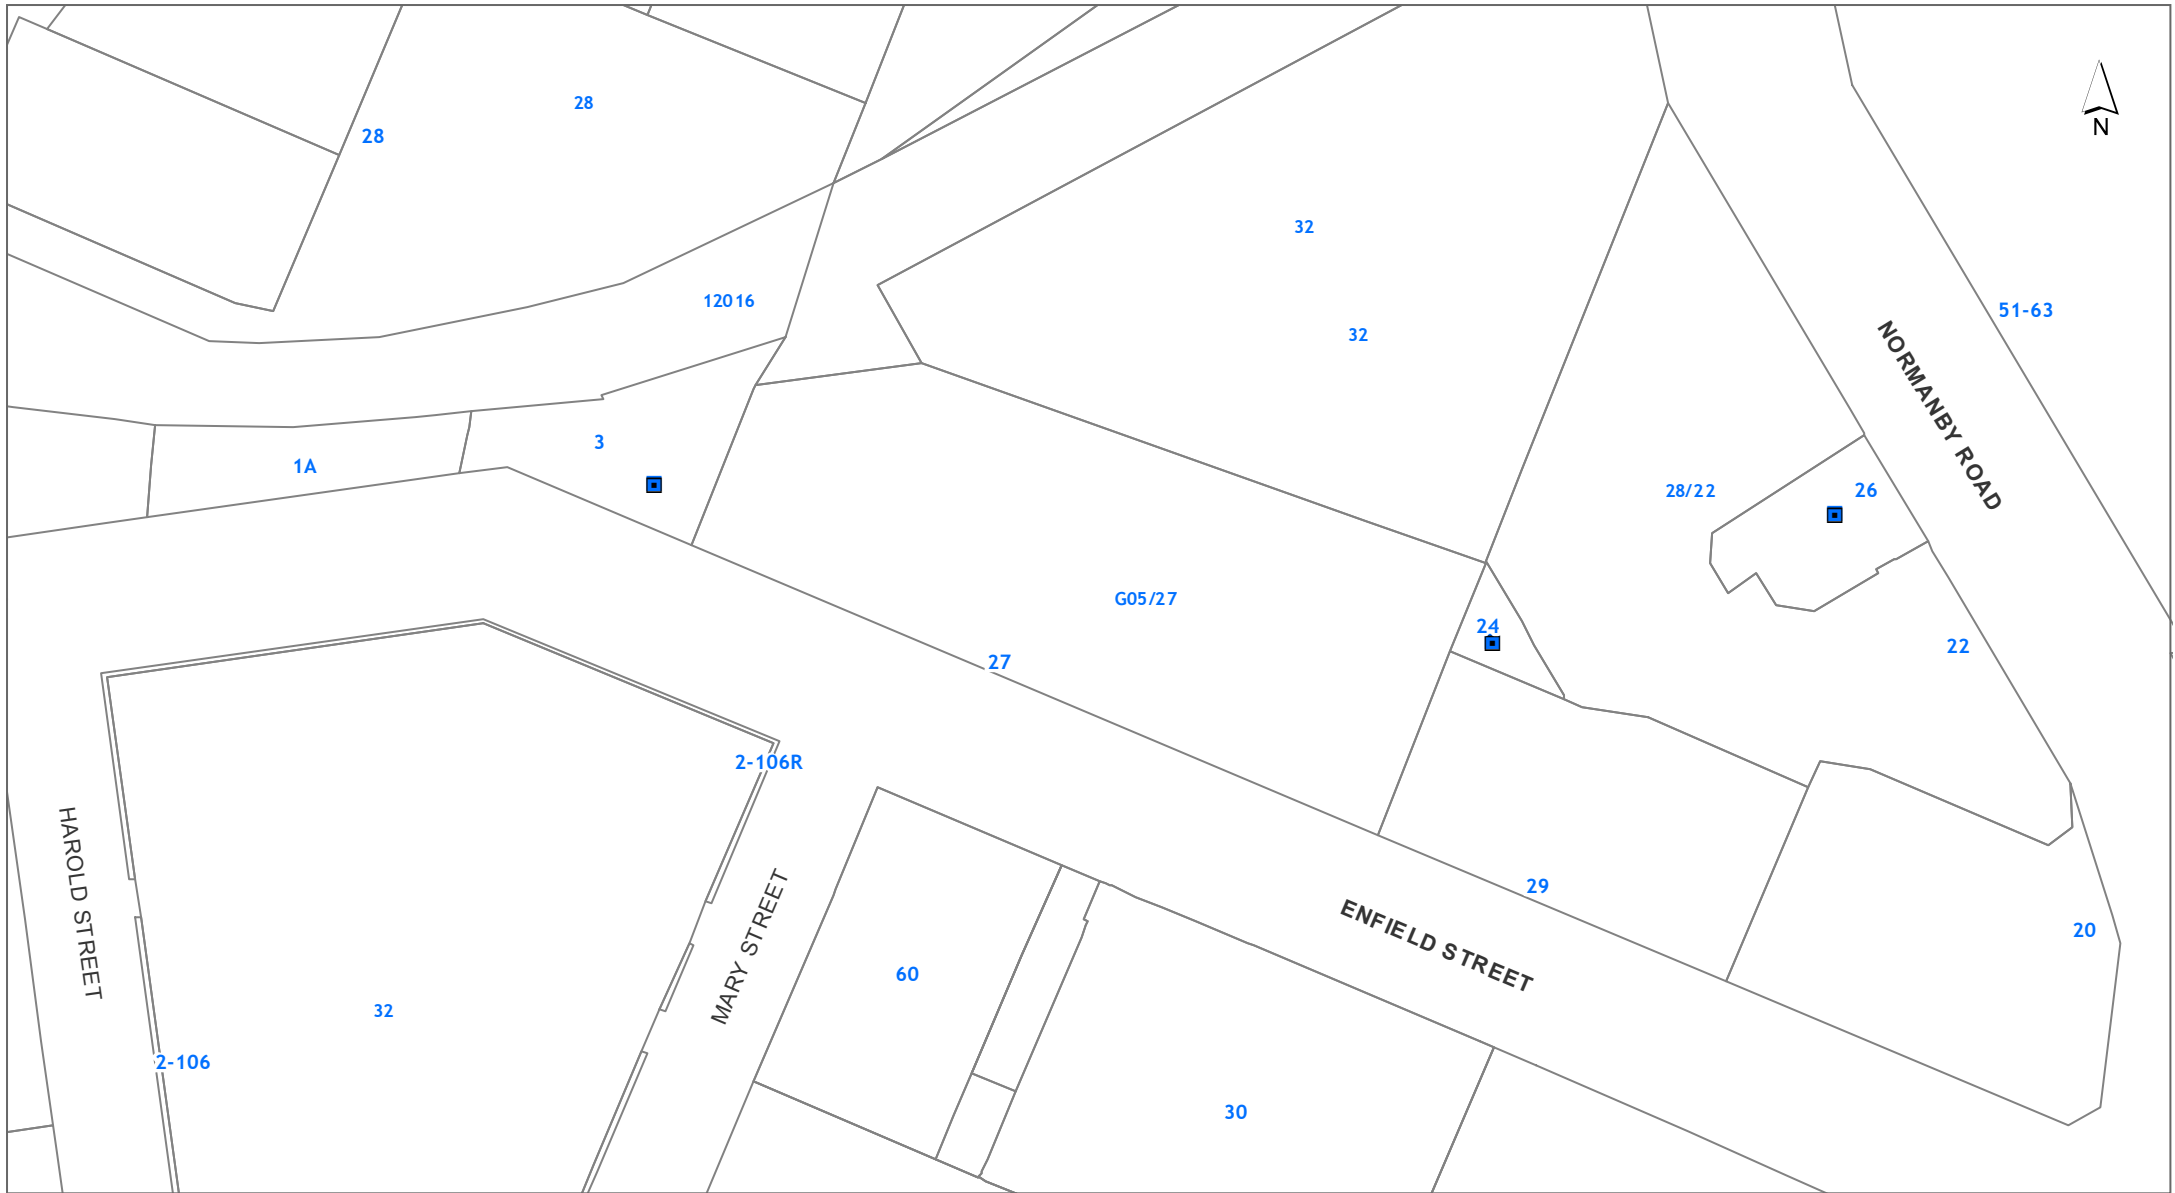 28
N
28
32
12016
51-63
32
NORMANBY ROAD
3
1A
28/22
26
G05/27
24
22
27
2-106R
HAROLD STREET
MARY STREET
29
ENFIELD STREET
20
60
32
2-106
30